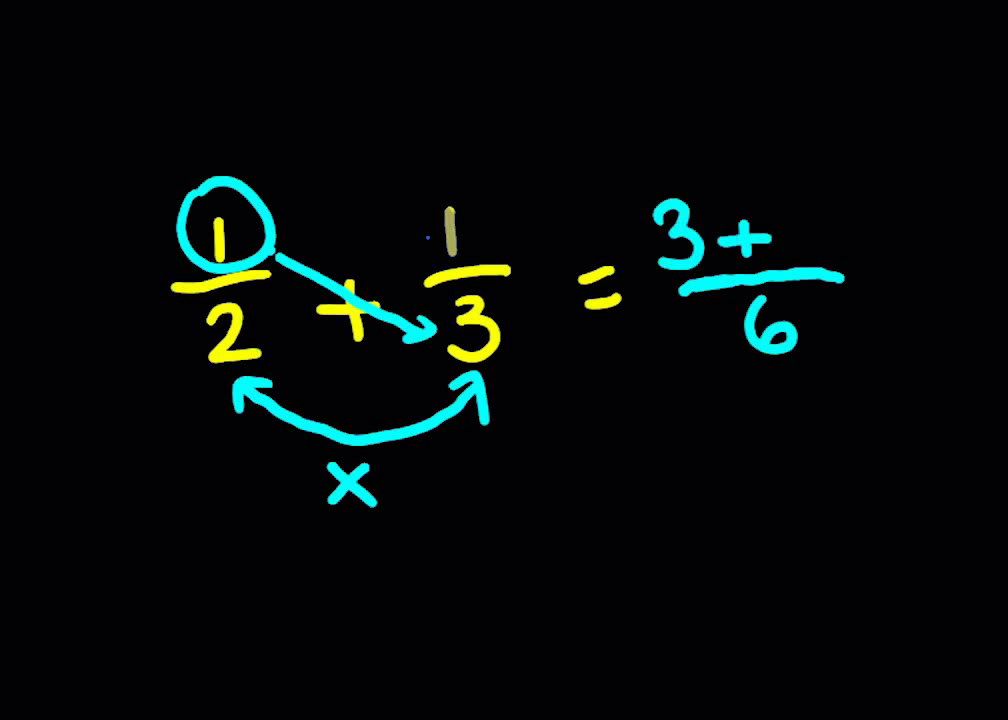 1/2 + 1/3 = 3+/6
x